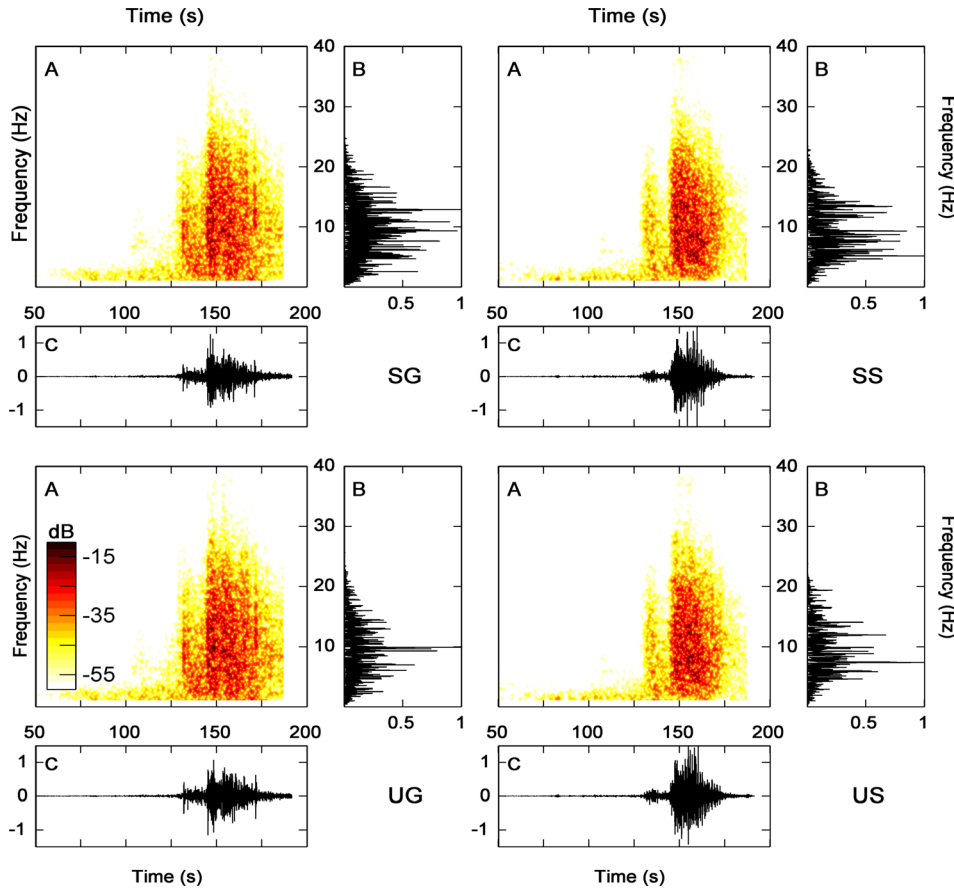 Time (s) Time (s)
40 40
A B A B
30 30
Frequency (Hz) 20 20 Frequency (Hz)
10 10
50 100 150 200 0.5 1 50 100 150 200 0.5 1
1 C 1 C
0 SG 0 SS
-1 -1
40 40
A B A B
30 30
dB
-15
Frequency (Hz) 20 20 Frequency (Hz)
-35
10 10
-55
50 100 150 200 0.5 1 50 100 150 200 0.5 1
1 C 1 C
0 UG 0 US
-1 -1
Time (s) Time (s)